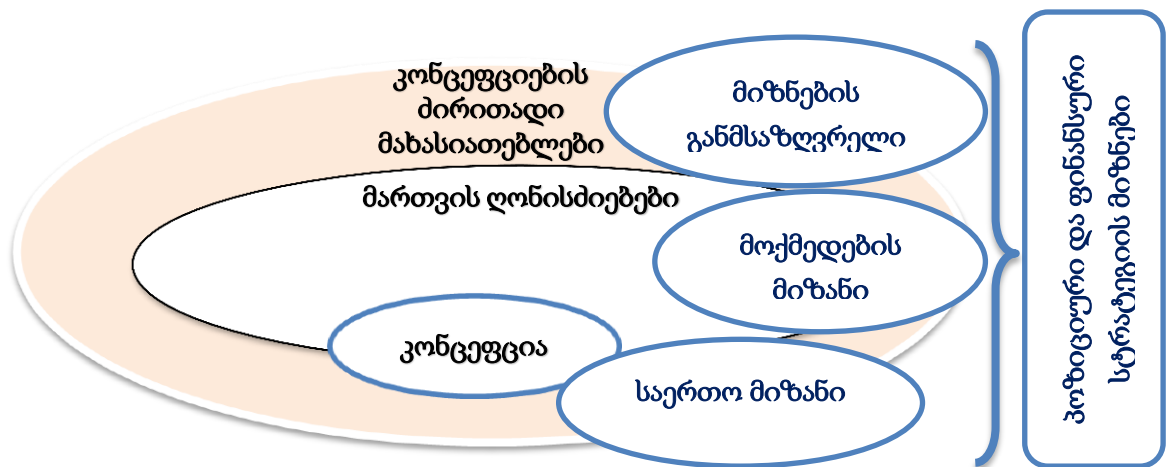 კონცეფციების
ძირითადი
მახასიათებლები
მიზნების
განმსაზღვრელი
მართვის ღონისძიებები
მოქმედების
მიზანი
კონცეფცია
საერთო მიზანი
პოზიციური და ფინანსური
სტრატეგიის მიზნები